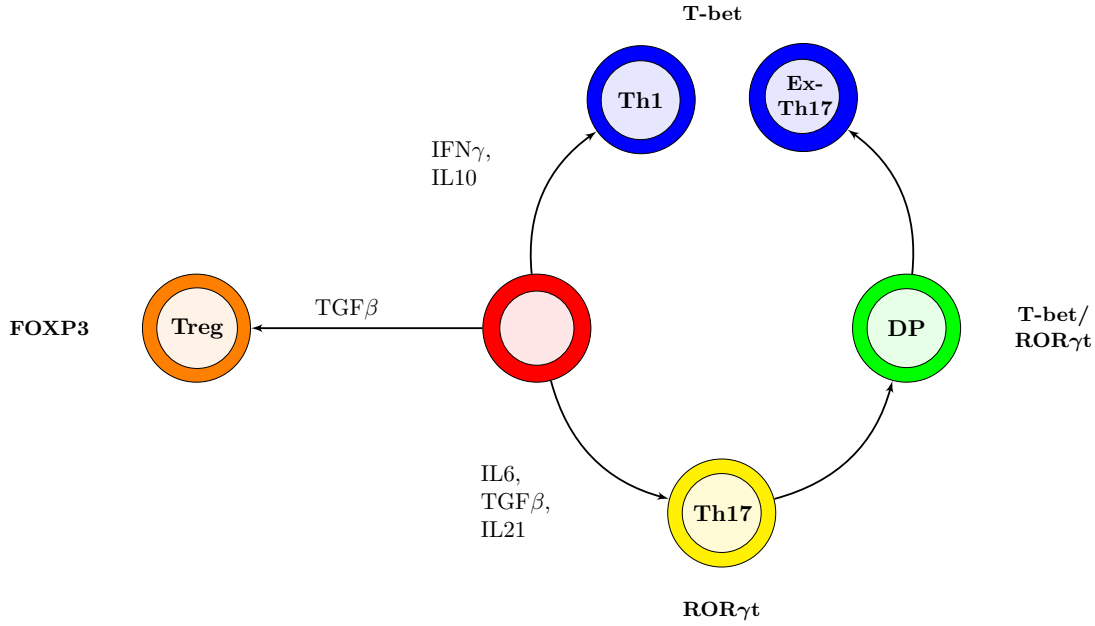 T-bet
Th1
Ex-
Th17
IFNγ,
IL10
FOXP3
Treg
TGFβ
DP
T-bet/
RORγt
IL6,
TGFβ,
IL21
Th17
RORγt